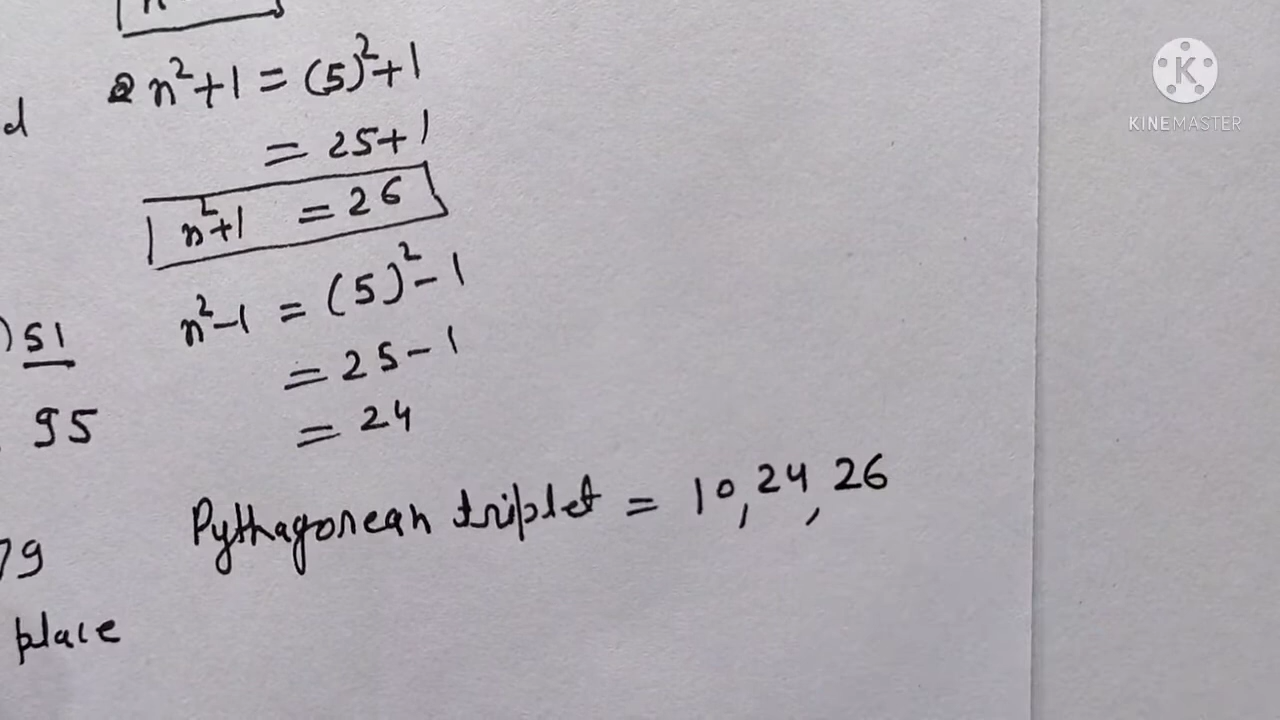 n
n²+1 = (5)²+1
d
= 25+1
n²+1 = 26
n²-1 = (5)²-1
) 51
= 25-1
95
= 24
Pythagorean triplet = 10, 24, 26
79
place
KINEMASTER